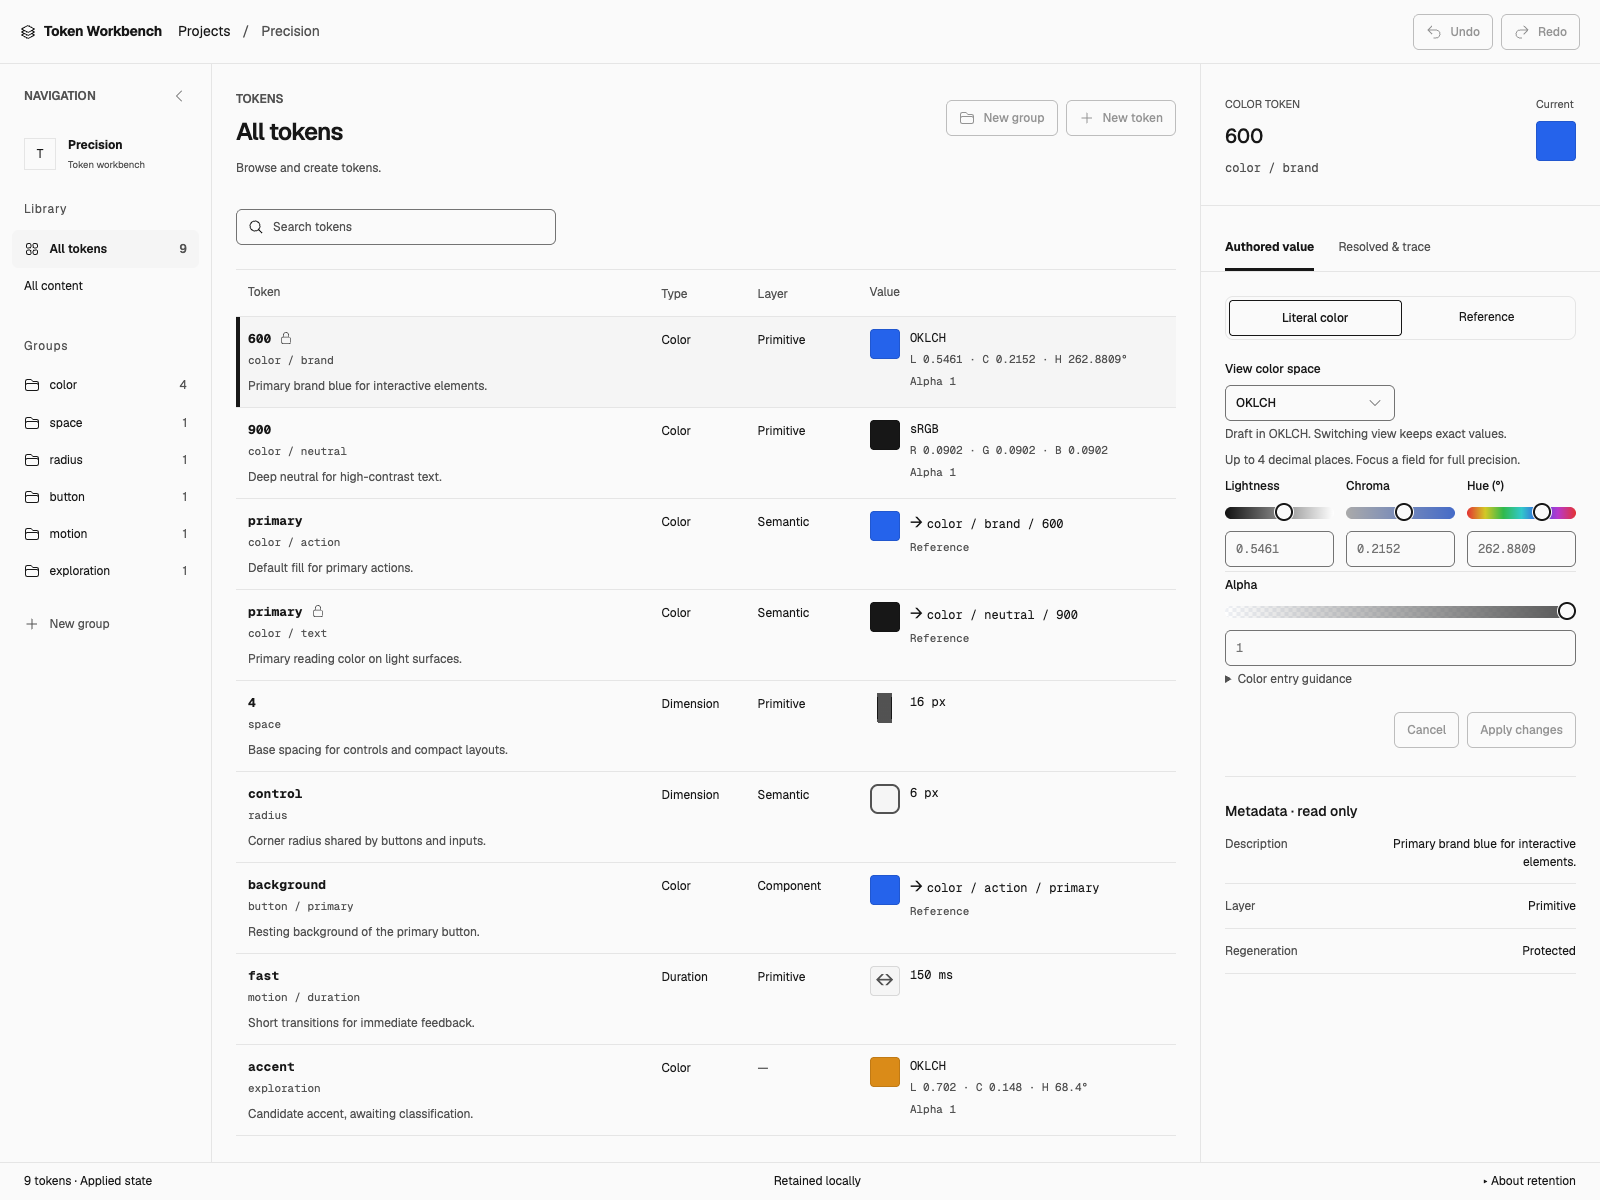 Token Workbench
Projects / Precision
Undo
Redo
NAVIGATION
T
Precision
Token workbench
Library
All tokens 9
All content
Groups
color 4
space 1
radius 1
button 1
motion 1
exploration 1
New group
TOKENS
All tokens
Browse and create tokens.
New group
New token
Search tokens
Token Type Layer Value
600 Color Primitive OKLCH
color / brand L 0.5461 · C 0.2152 · H 262.8809°
Alpha 1
Primary brand blue for interactive elements.
900 Color Primitive sRGB
color / neutral R 0.0902 · G 0.0902 · B 0.0902
Alpha 1
Deep neutral for high-contrast text.
primary Color Semantic → color / brand / 600
color / action Reference
Default fill for primary actions.
primary Color Semantic → color / neutral / 900
color / text Reference
Primary reading color on light surfaces.
4 Dimension Primitive 16 px
space
Base spacing for controls and compact layouts.
control Dimension Semantic 6 px
radius
Corner radius shared by buttons and inputs.
background Color Component → color / action / primary
button / primary Reference
Resting background of the primary button.
fast Duration Primitive 150 ms
motion / duration
Short transitions for immediate feedback.
accent Color — OKLCH
exploration L 0.702 · C 0.148 · H 68.4°
Alpha 1
Candidate accent, awaiting classification.
COLOR TOKEN
600
color / brand
Current
Authored value
Resolved & trace
Literal color
Reference
View color space
OKLCH
Draft in OKLCH. Switching view keeps exact values.
Up to 4 decimal places. Focus a field for full precision.
Lightness Chroma Hue (°)
0.5461 0.2152 262.8809
Alpha
1
Color entry guidance
Cancel
Apply changes
Metadata · read only
Description Primary brand blue for interactive
elements.
Layer Primitive
Regeneration Protected
9 tokens · Applied state
Retained locally
About retention